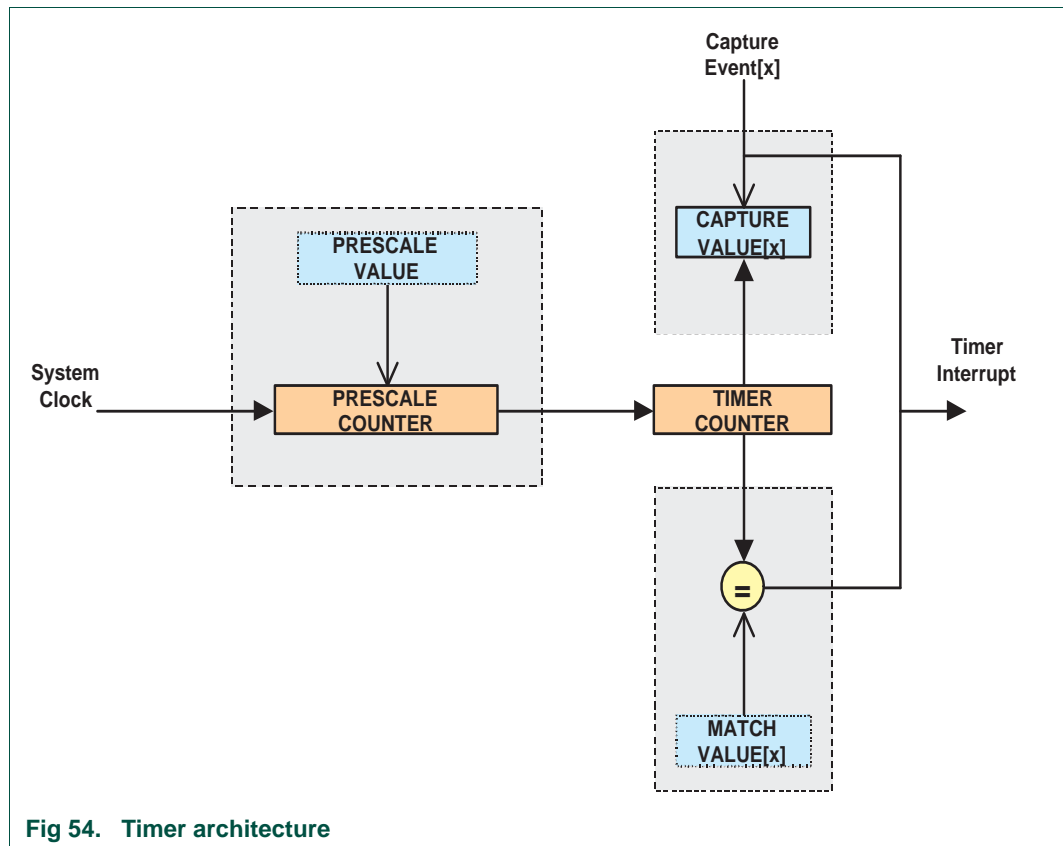 Capture
Event[x]
CAPTURE
VALUE[x]
PRESCALE
VALUE
System
Clock
PRESCALE
COUNTER
TIMER
COUNTER
Timer
Interrupt
=
MATCH
VALUE[x]
Fig 54. Timer architecture